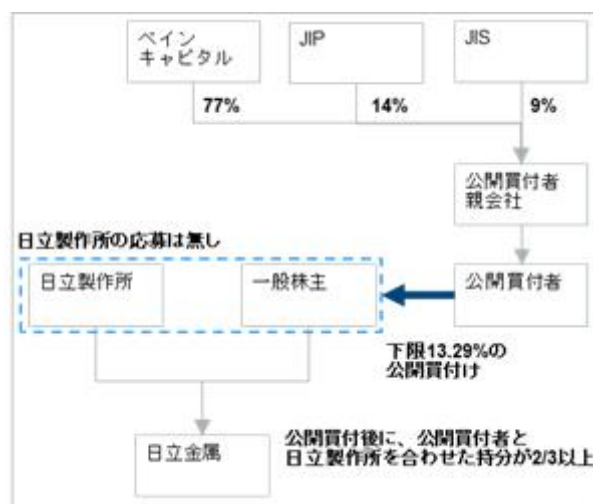 ベイン
キャピタル
JIP
JIS
77%
14%
9%
公開買付者
親会社
日立製作所の応募は無し
日立製作所
一般株主
公開買付者
下限13.29%の
公開買付け
日立金属
公開買付後に、公開買付者と
日立製作所を合わせた持分が2/3以上